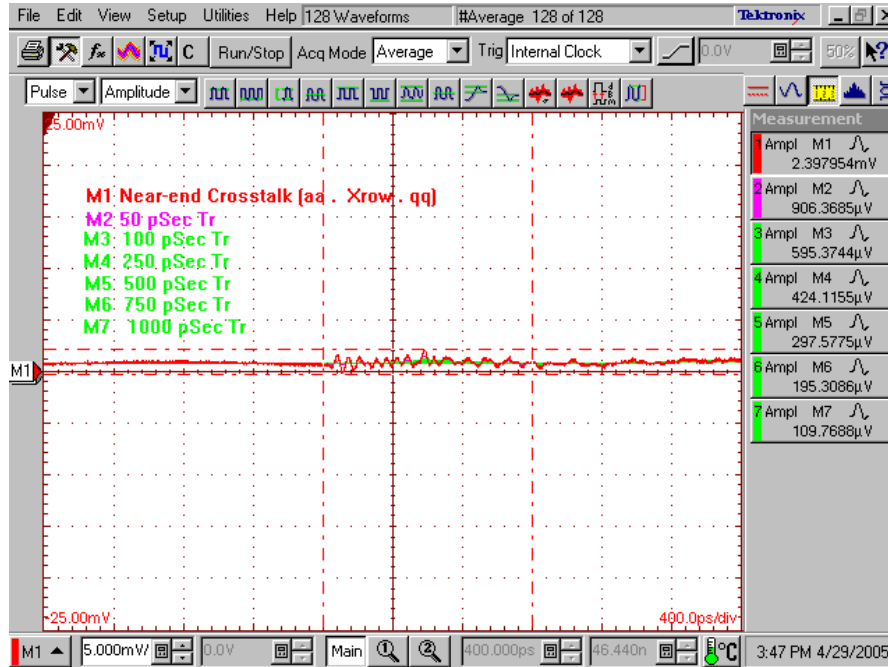 File Edit View Setup Utilities Help 128 Waveforms #Average 128 of 128 Tektronix
fx C Run/Stop Acq Mode Average Trig Internal Clock 0.0V 50%
Pulse Amplitude
25.00mV
M1 Near-end Crosstalk (aa . Xrow . qq)
M2 50 pSec Tr
M3 100 pSec Tr
M4 250 pSec Tr
M5 500 pSec Tr
M6 750 pSec Tr
M7 1000 pSec Tr
M1
-25.00mV 400.0ps/div
Measurement
1 Ampl M1
2.397954mV
2 Ampl M2
906.3685µV
3 Ampl M3
595.3744µV
4 Ampl M4
424.1155µV
5 Ampl M5
297.5775µV
6 Ampl M6
195.3086µV
7 Ampl M7
109.7688µV
M1 5.000mV/ 0.0V Main 1 2 400.000ps 46.440n °C 3:47 PM 4/29/2005